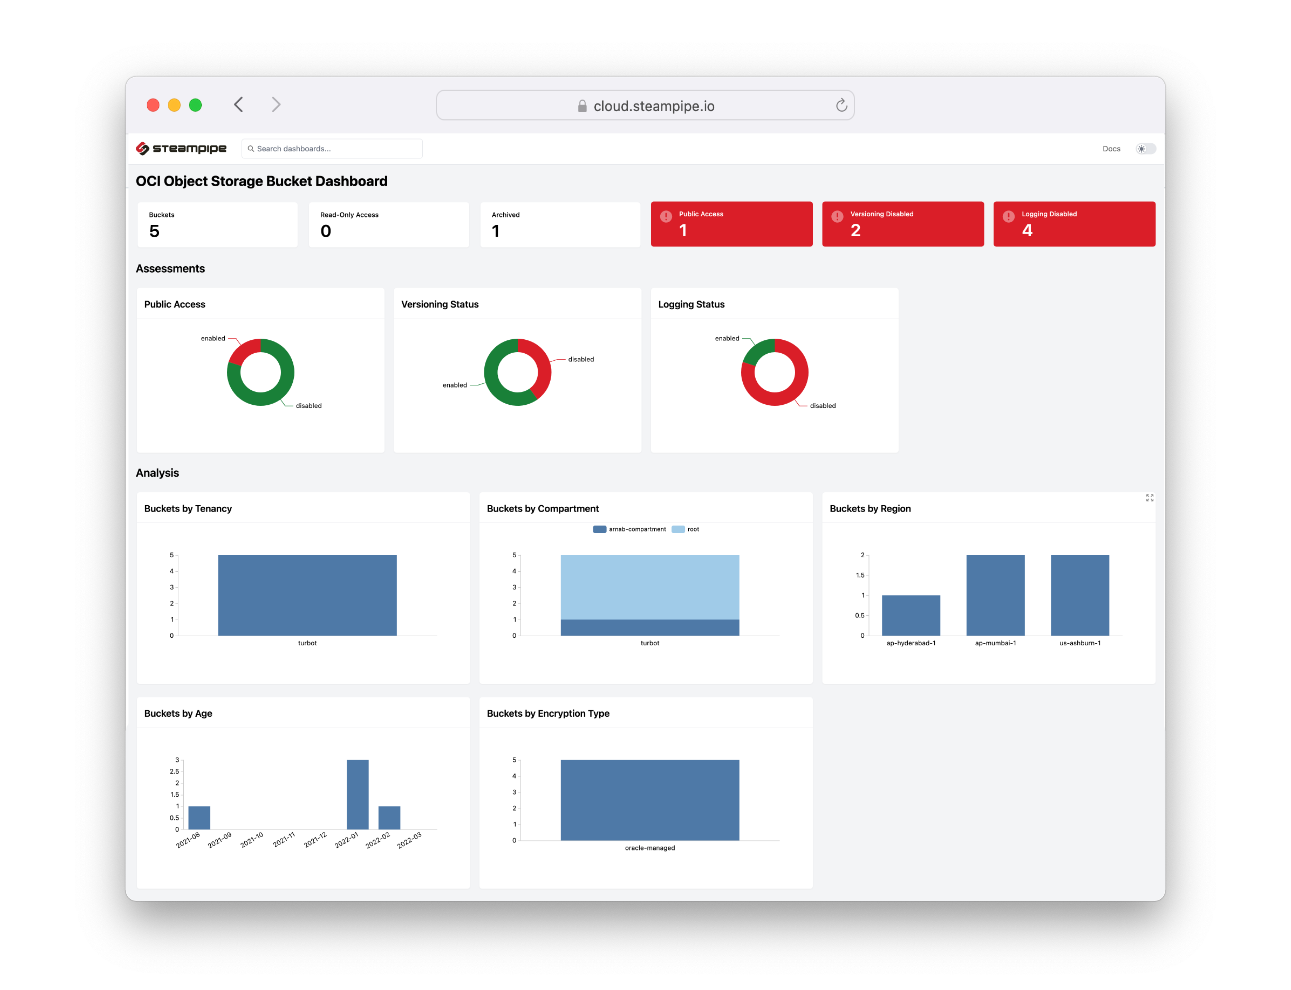 cloud.steampipe.io
steampipe
Search dashboards...
Docs
OCI Object Storage Bucket Dashboard
Buckets
5
Read-Only Access
0
Archived
1
Public Access
1
Versioning Disabled
2
Logging Disabled
4
Assessments
Public Access
enabled
disabled
Versioning Status
disabled
enabled
Logging Status
enabled
disabled
Analysis
Buckets by Tenancy
5
4
3
2
1
0
turbot
Buckets by Compartment
arnab-compartment root
5
4
3
2
1
0
turbot
Buckets by Region
2
1.5
1
0.5
0
ap-hyderabad-1 ap-mumbai-1 us-ashburn-1
Buckets by Age
3
2.5
2
1.5
1
0.5
0
2021-08 2021-09 2021-10 2021-11 2021-12 2022-01 2022-02 2022-03
Buckets by Encryption Type
5
4
3
2
1
0
oracle-managed